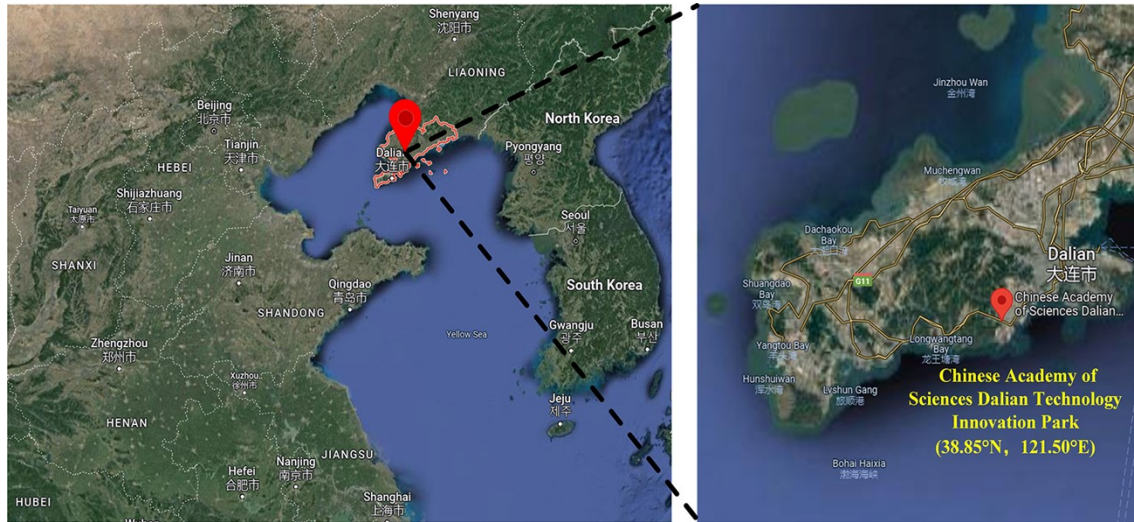 Shenyang
沈阳市
LIAONING
Beijing
北京市
North Korea
Tianjin
天津市
Dalian
大连市
Pyongyang
평양
HEBEI
Shijiazhuang
石家庄市
Taiyuan
太原市
Seoul
서울
SHANXI
Jinan
济南市
Qingdao
青岛市
South Korea
SHANDONG
Yellow Sea
Gwangju
광주
Busan
부산
Zhengzhou
郑州市
Xuzhou
徐州市
Jeju
제주
HENAN
JIANGSU
Hefei
合肥市
Nanjing
南京市
HUBEI
Shanghai
上海市
Jinzhou Wan
金州湾
Muchengwan
Dachaokou
Bay
Dalian
大连市
G11
Shuangdao
Bay
双岛湾
Chinese Academy
of Sciences Dalian...
Yangtou Bay
Longwangtang
Bay
龙王塘湾
Hunshuiwan
浑水湾
Lvshun Gang
旅顺港
Chinese Academy of
Sciences Dalian Technology
Innovation Park
(38.85°N, 121.50°E)
Bohai Haixia
渤海海峡